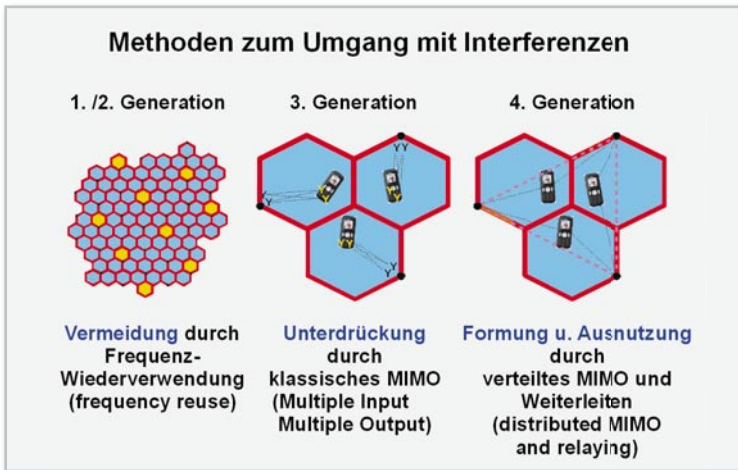 Methoden zum Umgang mit Interferenzen
1. /2. Generation
3. Generation
4. Generation
Y Y
Y
Y
Y Y
Y Y
Y
Y
Y Y
Vermeidung durch
Frequenz-
Wiederverwendung
(frequency reuse)
Unterdrückung
durch
klassisches MIMO
(Multiple Input
Multiple Output)
Formung u. Ausnutzung
durch
verteiltes MIMO und
Weiterleiten
(distributed MIMO
and relaying)